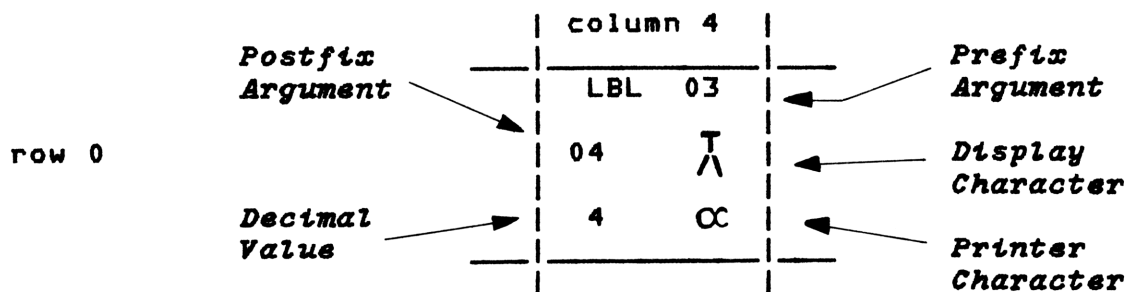 column 4
Postfix Prefix
Argument LBL 03 Argument
row 0 04 Display
Character
Decimal 4 α
Value Printer
Character